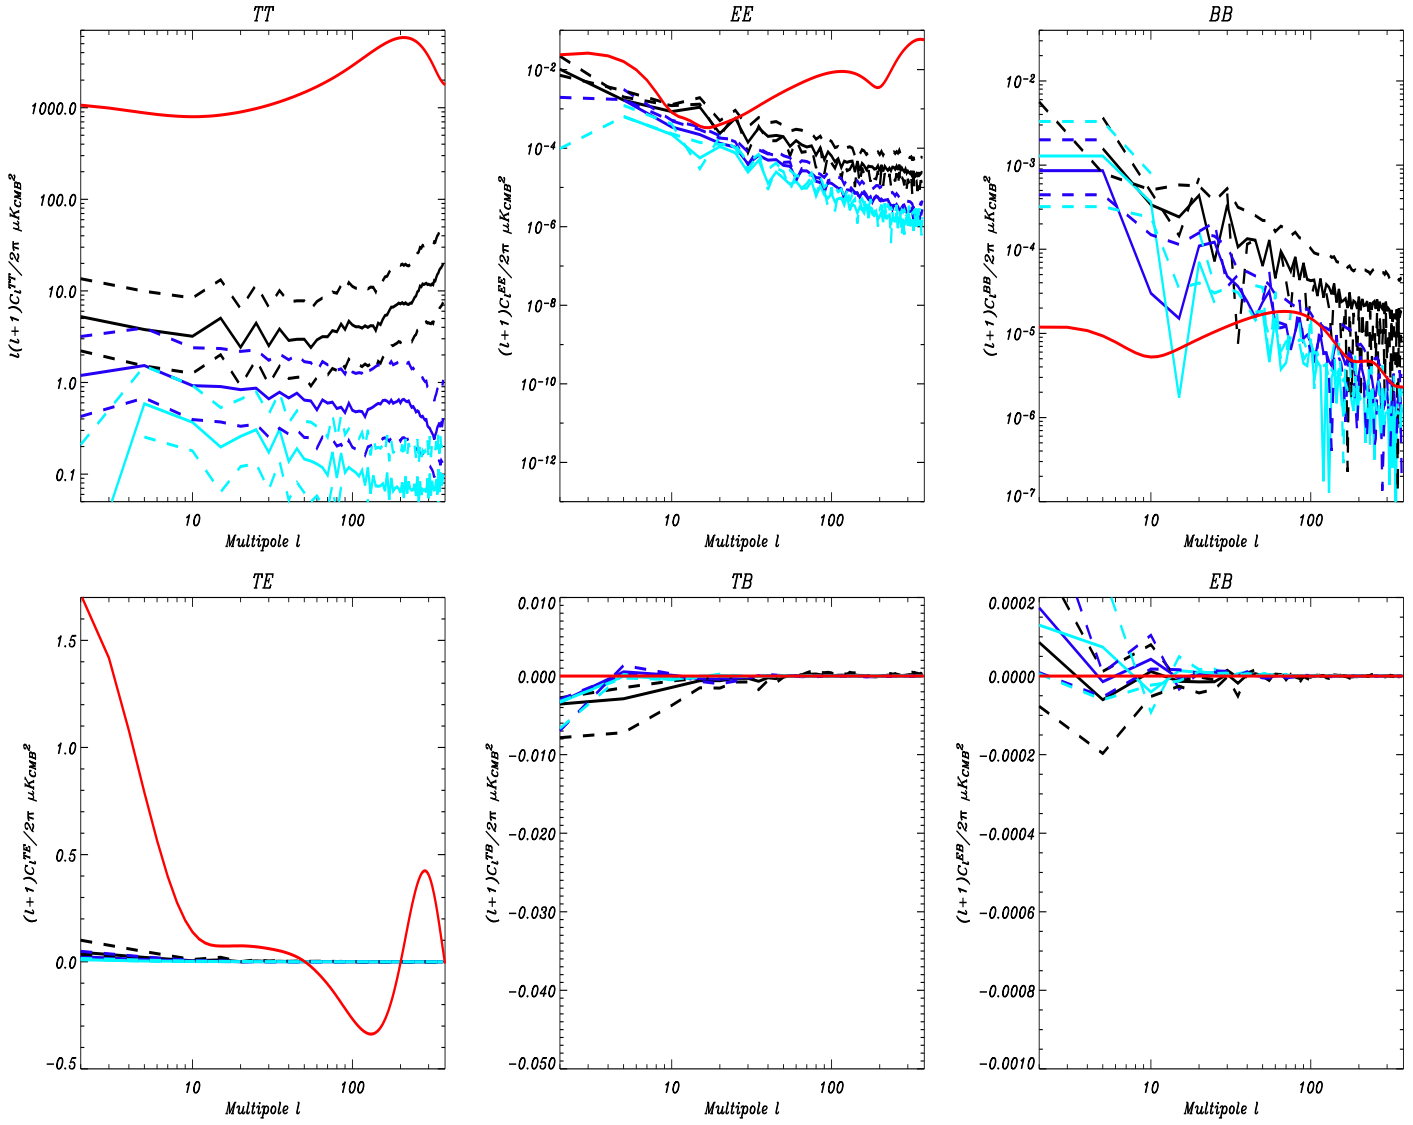 TT
l(l+1)C_l^TT/2π μK_CMB^2
1000.0
100.0
10.0
1.0
0.1
10 100
Multipole l
EE
(l+1)C_l^EE/2π μK_CMB^2
10^-2
10^-4
10^-6
10^-8
10^-10
10^-12
10 100
Multipole l
BB
(l+1)C_l^BB/2π μK_CMB^2
10^-2
10^-3
10^-4
10^-5
10^-6
10^-7
10 100
Multipole l
TE
(l+1)C_l^TE/2π μK_CMB^2
1.5
1.0
0.5
0.0
-0.5
10 100
Multipole l
TB
(l+1)C_l^TB/2π μK_CMB^2
0.010
0.000
-0.010
-0.020
-0.030
-0.040
-0.050
10 100
Multipole l
EB
(l+1)C_l^EB/2π μK_CMB^2
0.0002
0.0000
-0.0002
-0.0004
-0.0006
-0.0008
-0.0010
10 100
Multipole l